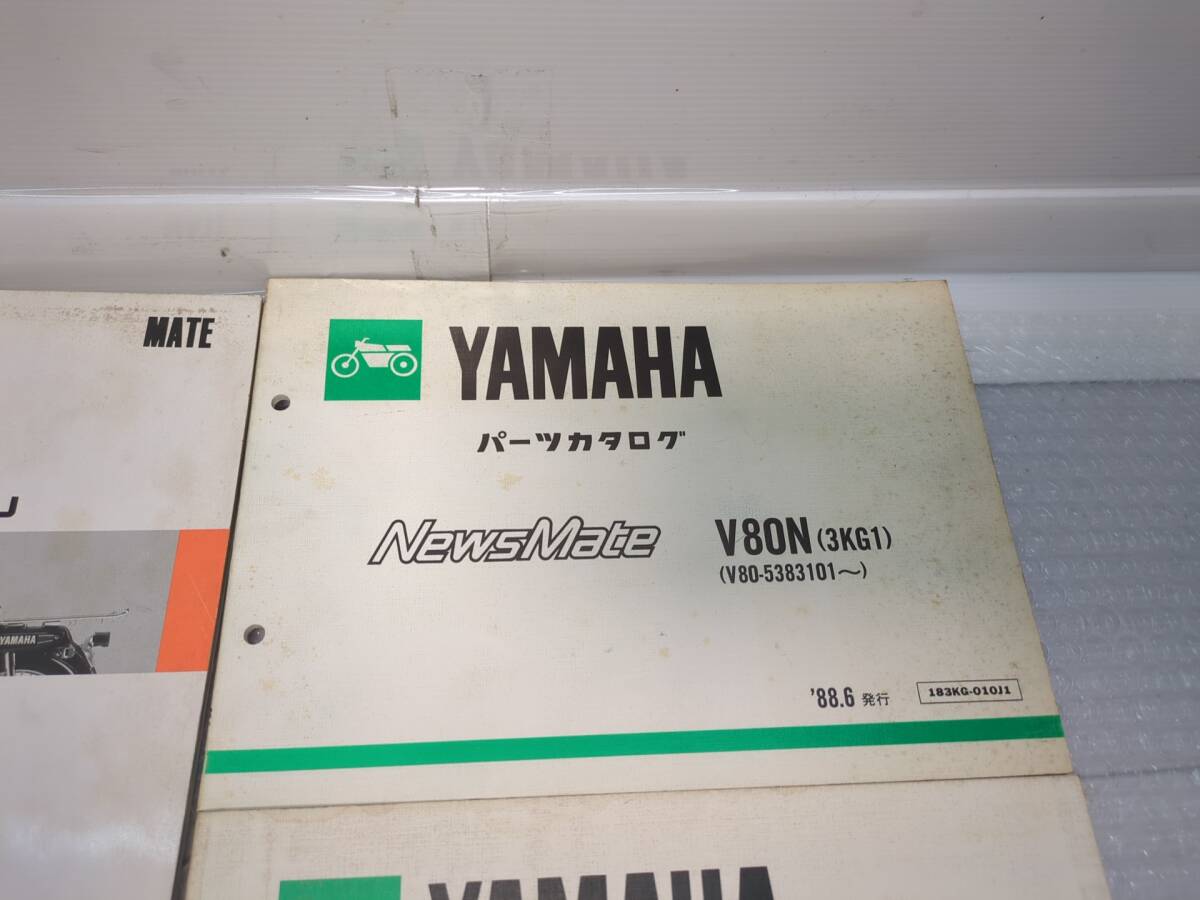 MATE
YAMAHA
YAMAHA
パーツカタログ
NewsMate
V80N (3KG1)
(V80-5383101〜)
'88.6 発行
183KG-010J1
YAMAHA